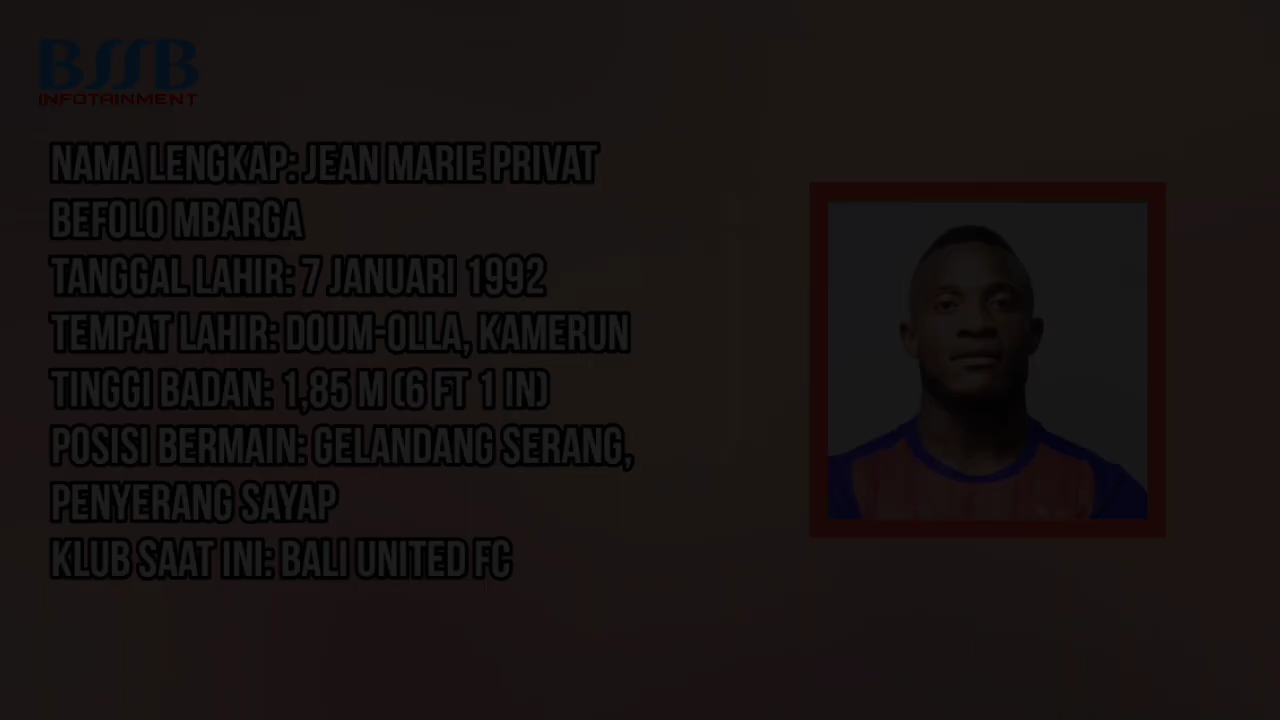 BSSB
INFOTAINMENT
NAMA LENGKAP: JEAN MARIE PRIVAT
BEFOLO MBARGA
TANGGAL LAHIR: 7 JANUARI 1992
TEMPAT LAHIR: DOUM-OLLA, KAMERUN
TINGGI BADAN: 1,85 M (6 FT 1 IN)
POSISI BERMAIN: GELANDANG SERANG,
PENYERANG SAYAP
KLUB SAAT INI: BALI UNITED FC